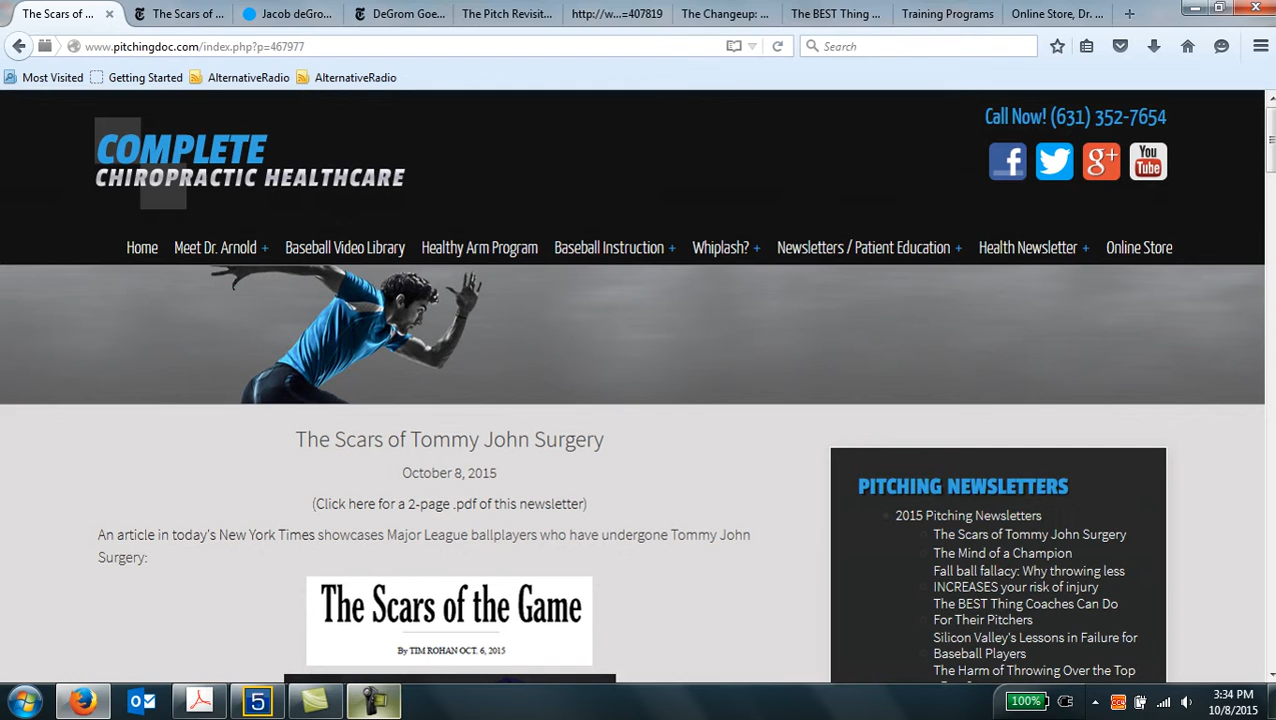 The Scars of ...
The Scars of ...
Jacob deGro...
DeGrom Goe...
The Pitch Revisit...
http://w...=407819
The Changeup: ...
The BEST Thing ...
Training Programs
Online Store, Dr. ...
www.pitchingdoc.com/index.php?p=467977
Search
Most Visited
Getting Started
AlternativeRadio
AlternativeRadio
COMPLETE
CHIROPRACTIC HEALTHCARE
Call Now! (631) 352-7654
You
Tube
Home
Meet Dr. Arnold +
Baseball Video Library
Healthy Arm Program
Baseball Instruction +
Whiplash? +
Newsletters / Patient Education +
Health Newsletter +
Online Store
The Scars of Tommy John Surgery
October 8, 2015
(Click here for a 2-page .pdf of this newsletter)
An article in today's New York Times showcases Major League ballplayers who have undergone Tommy John
Surgery:
The Scars of the Game
By TIM ROHAN OCT. 6, 2015
PITCHING NEWSLETTERS
2015 Pitching Newsletters
The Scars of Tommy John Surgery
The Mind of a Champion
Fall ball fallacy: Why throwing less
INCREASES your risk of injury
The BEST Thing Coaches Can Do
For Their Pitchers
Silicon Valley's Lessons in Failure for
Baseball Players
The Harm of Throwing Over the Top
5
100%
3:34 PM
10/8/2015